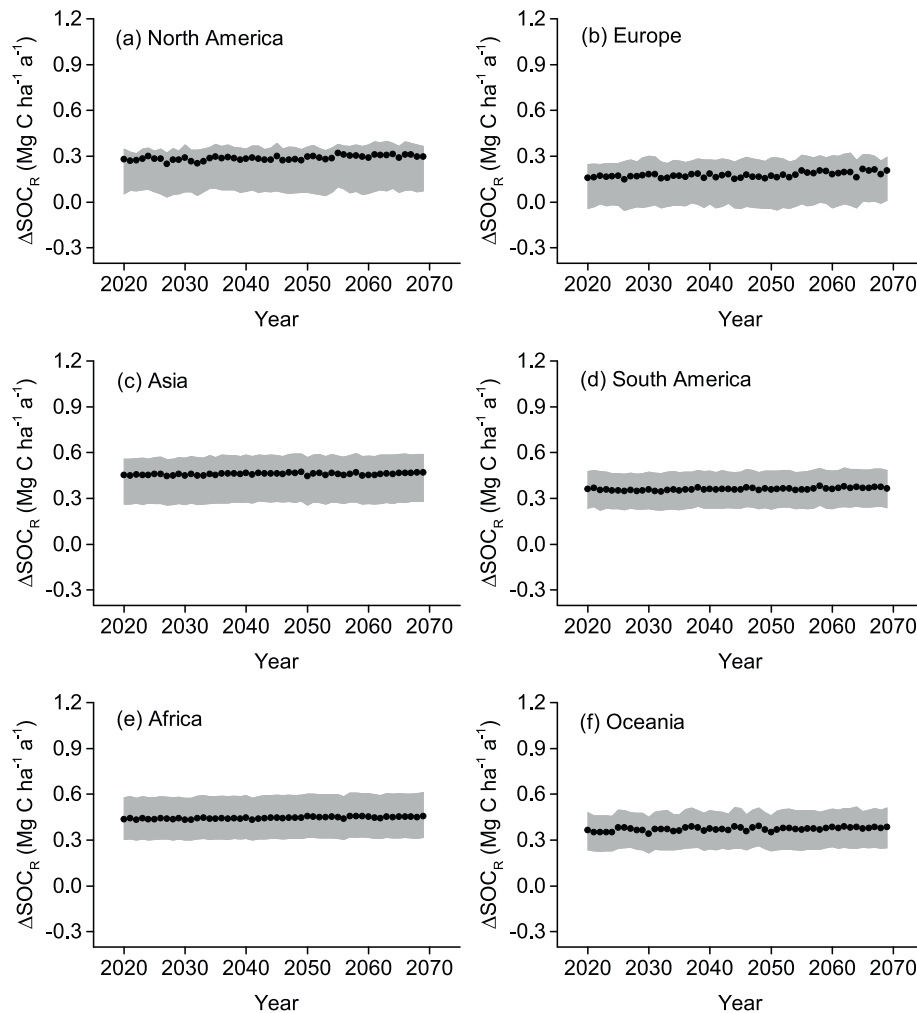 (a) North America
ΔSOC_R (Mg C ha⁻¹ a⁻¹)
1.2
0.9
0.6
0.3
0.0
-0.3
2020 2030 2040 2050 2060 2070
Year
(b) Europe
ΔSOC_R (Mg C ha⁻¹ a⁻¹)
1.2
0.9
0.6
0.3
0.0
-0.3
2020 2030 2040 2050 2060 2070
Year
(c) Asia
ΔSOC_R (Mg C ha⁻¹ a⁻¹)
1.2
0.9
0.6
0.3
0.0
-0.3
2020 2030 2040 2050 2060 2070
Year
(d) South America
ΔSOC_R (Mg C ha⁻¹ a⁻¹)
1.2
0.9
0.6
0.3
0.0
-0.3
2020 2030 2040 2050 2060 2070
Year
(e) Africa
ΔSOC_R (Mg C ha⁻¹ a⁻¹)
1.2
0.9
0.6
0.3
0.0
-0.3
2020 2030 2040 2050 2060 2070
Year
(f) Oceania
ΔSOC_R (Mg C ha⁻¹ a⁻¹)
1.2
0.9
0.6
0.3
0.0
-0.3
2020 2030 2040 2050 2060 2070
Year